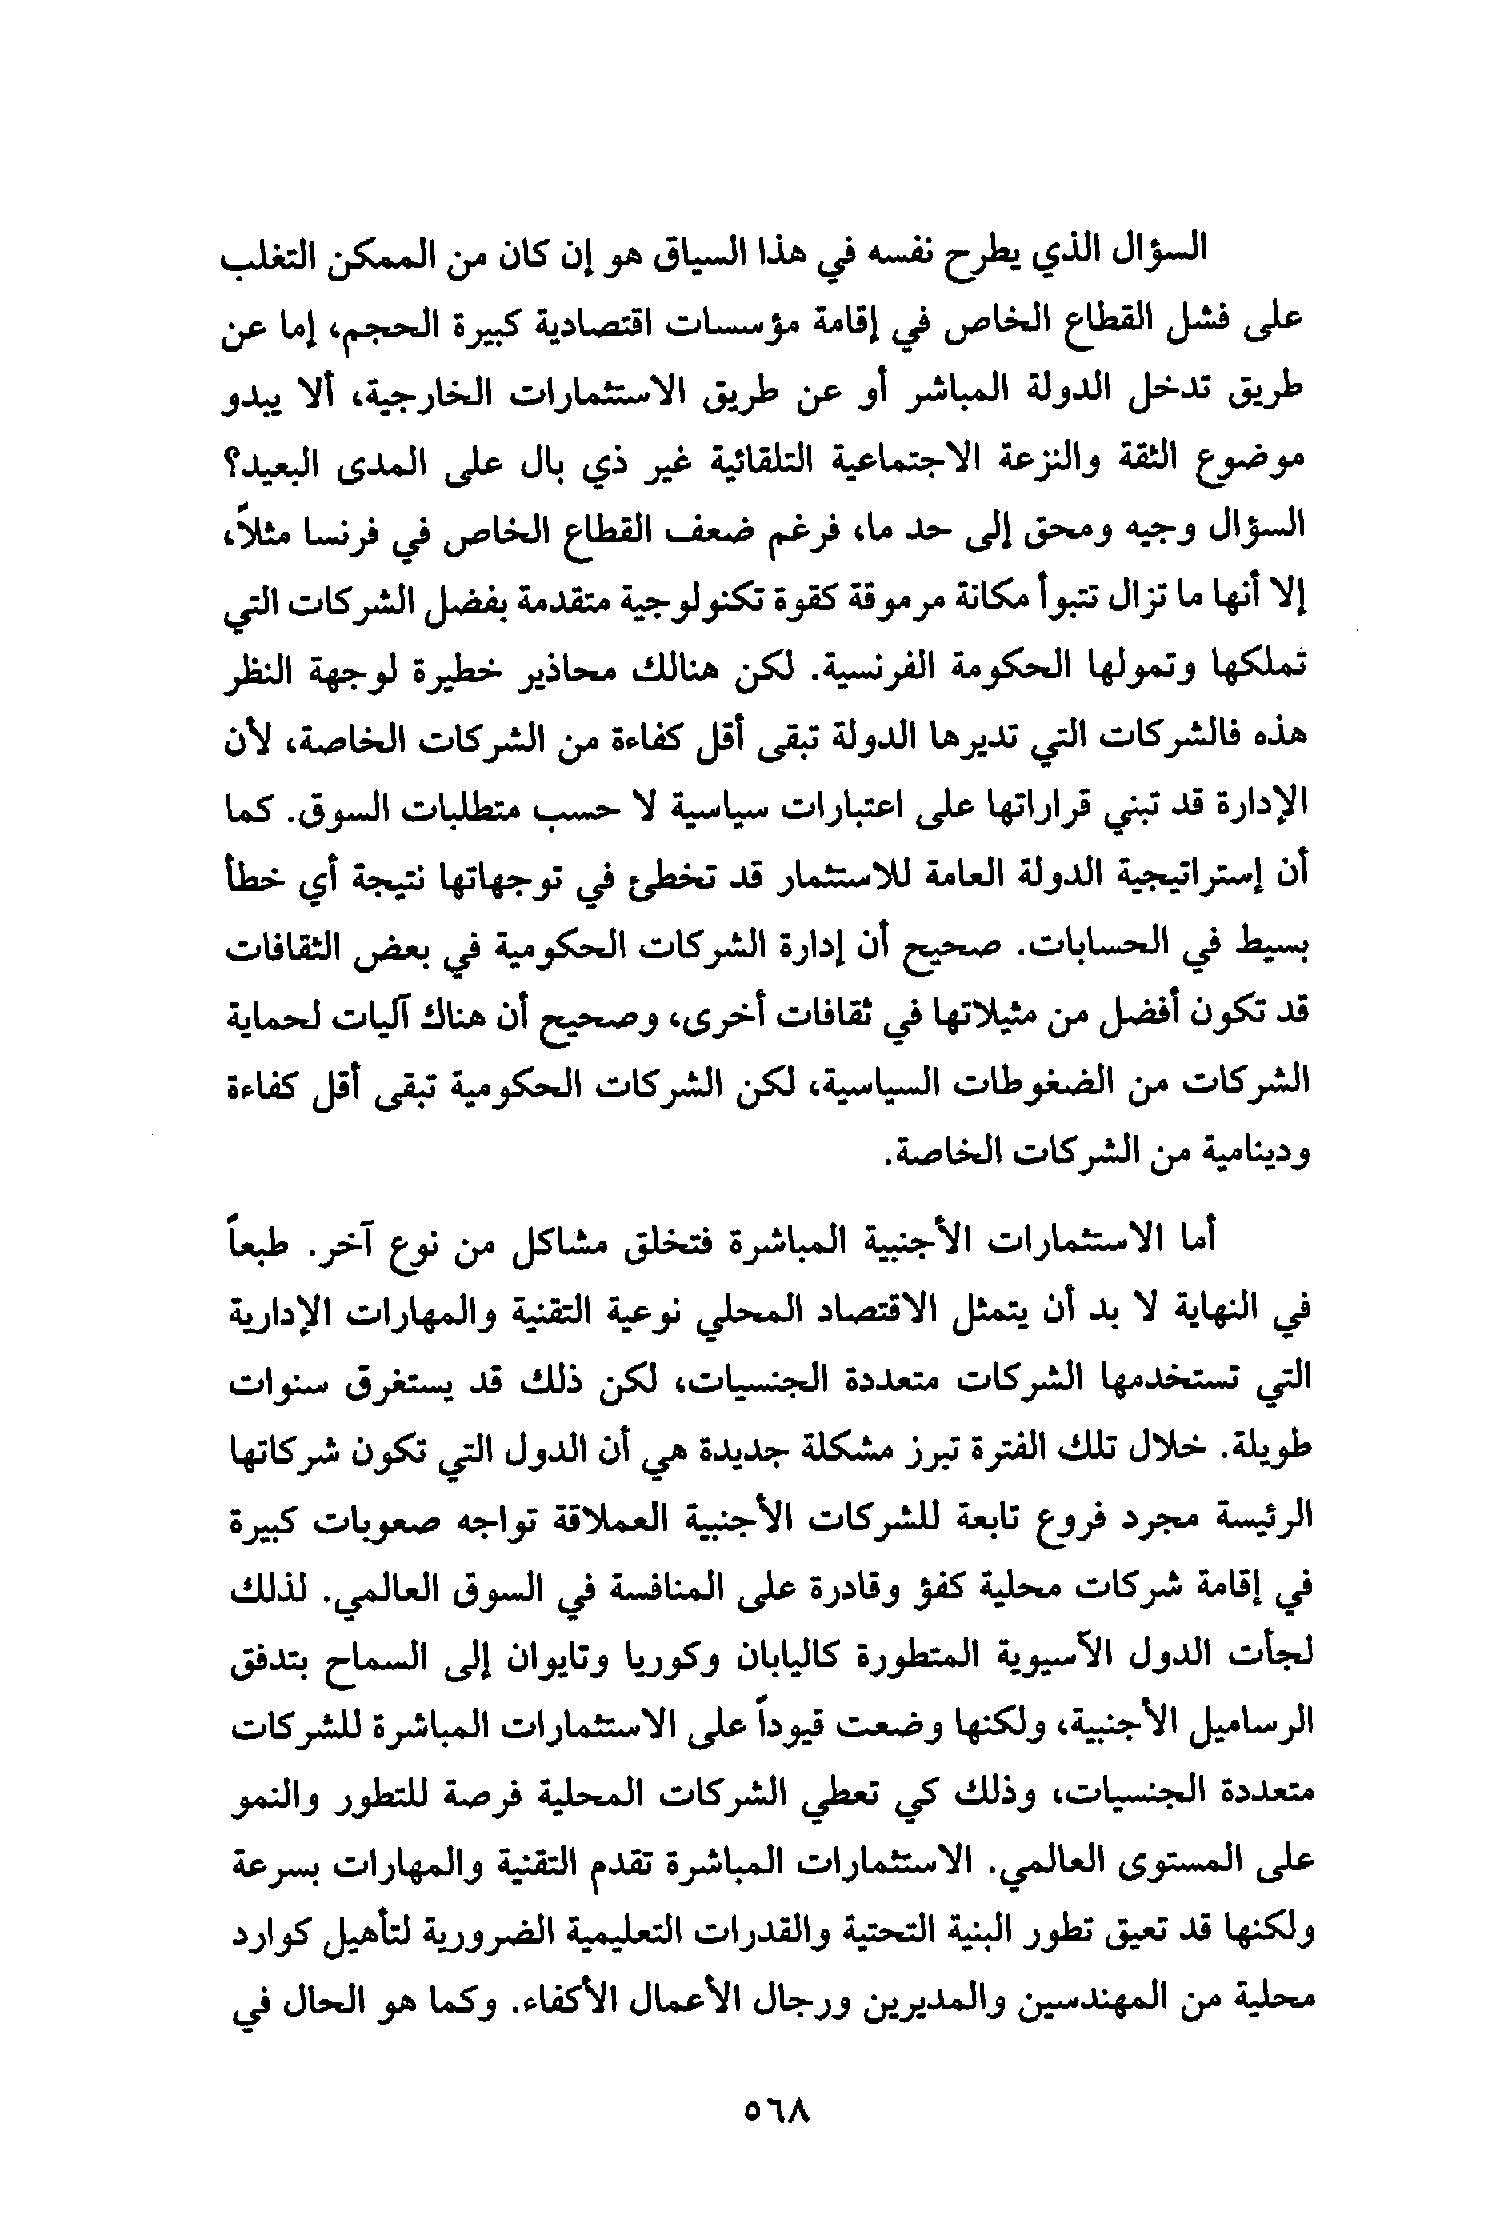 السؤال الذي يطرح نفسه في هذا السياق هو إن كان من الممكن التغلب
على فشل القطاع الخاص في إقامة مؤسسات اقتصادية كبيرة الحجم، إما عن
طريق تدخل الدولة المباشر أو عن طريق الاستثمارات الخارجية، ألا يبدو
موضوع الثقة والنزعة الاجتماعية التلقائية غير ذي بال على المدى البعيد؟
السؤال وجيه ومحق إلى حد ما، فرغم ضعف القطاع الخاص في فرنسا مثلاً،
إلا أنها ما تزال تتبوأ مكانة مرموقة كقوة تكنولوجية متقدمة بفضل الشركات التي
تملكها وتمولها الحكومة الفرنسية. لكن هنالك محاذير خطيرة لوجهة النظر
هذه فالشركات التي تديرها الدولة تبقى أقل كفاءة من الشركات الخاصة، لأن
الإدارة قد تبني قراراتها على اعتبارات سياسية لا حسب متطلبات السوق. كما
أن إستراتيجية الدولة العامة للاستثمار قد تخطئ في توجهاتها نتيجة أي خطأ
بسيط في الحسابات. صحيح أن إدارة الشركات الحكومية في بعض الثقافات
قد تكون أفضل من مثيلاتها في ثقافات أخرى، وصحيح أن هناك آليات لحماية
الشركات من الضغوطات السياسية، لكن الشركات الحكومية تبقى أقل كفاءة
ودينامية من الشركات الخاصة.
أما الاستثمارات الأجنبية المباشرة فتخلق مشاكل من نوع آخر. طبعاً
في النهاية لا بد أن يتمثل الاقتصاد المحلي نوعية التقنية والمهارات الإدارية
التي تستخدمها الشركات متعددة الجنسيات، لكن ذلك قد يستغرق سنوات
طويلة. خلال تلك الفترة تبرز مشكلة جديدة هي أن الدول التي تكون شركاتها
الرئيسة مجرد فروع تابعة للشركات الأجنبية العملاقة تواجه صعوبات كبيرة
في إقامة شركات محلية كفؤ وقادرة على المنافسة في السوق العالمي. لذلك
لجأت الدول الآسيوية المتطورة كاليابان وكوريا وتايوان إلى السماح بتدفق
الرساميل الأجنبية، ولكنها وضعت قيوداً على الاستثمارات المباشرة للشركات
متعددة الجنسيات، وذلك كي تعطي الشركات المحلية فرصة للتطور والنمو
على المستوى العالمي. الاستثمارات المباشرة تقدم التقنية والمهارات بسرعة
ولكنها قد تعيق تطور البنية التحتية والقدرات التعليمية الضرورية لتأهيل كوارد
محلية من المهندسين والمديرين ورجال الأعمال الأكفاء. وكما هو الحال في
٥٦٨